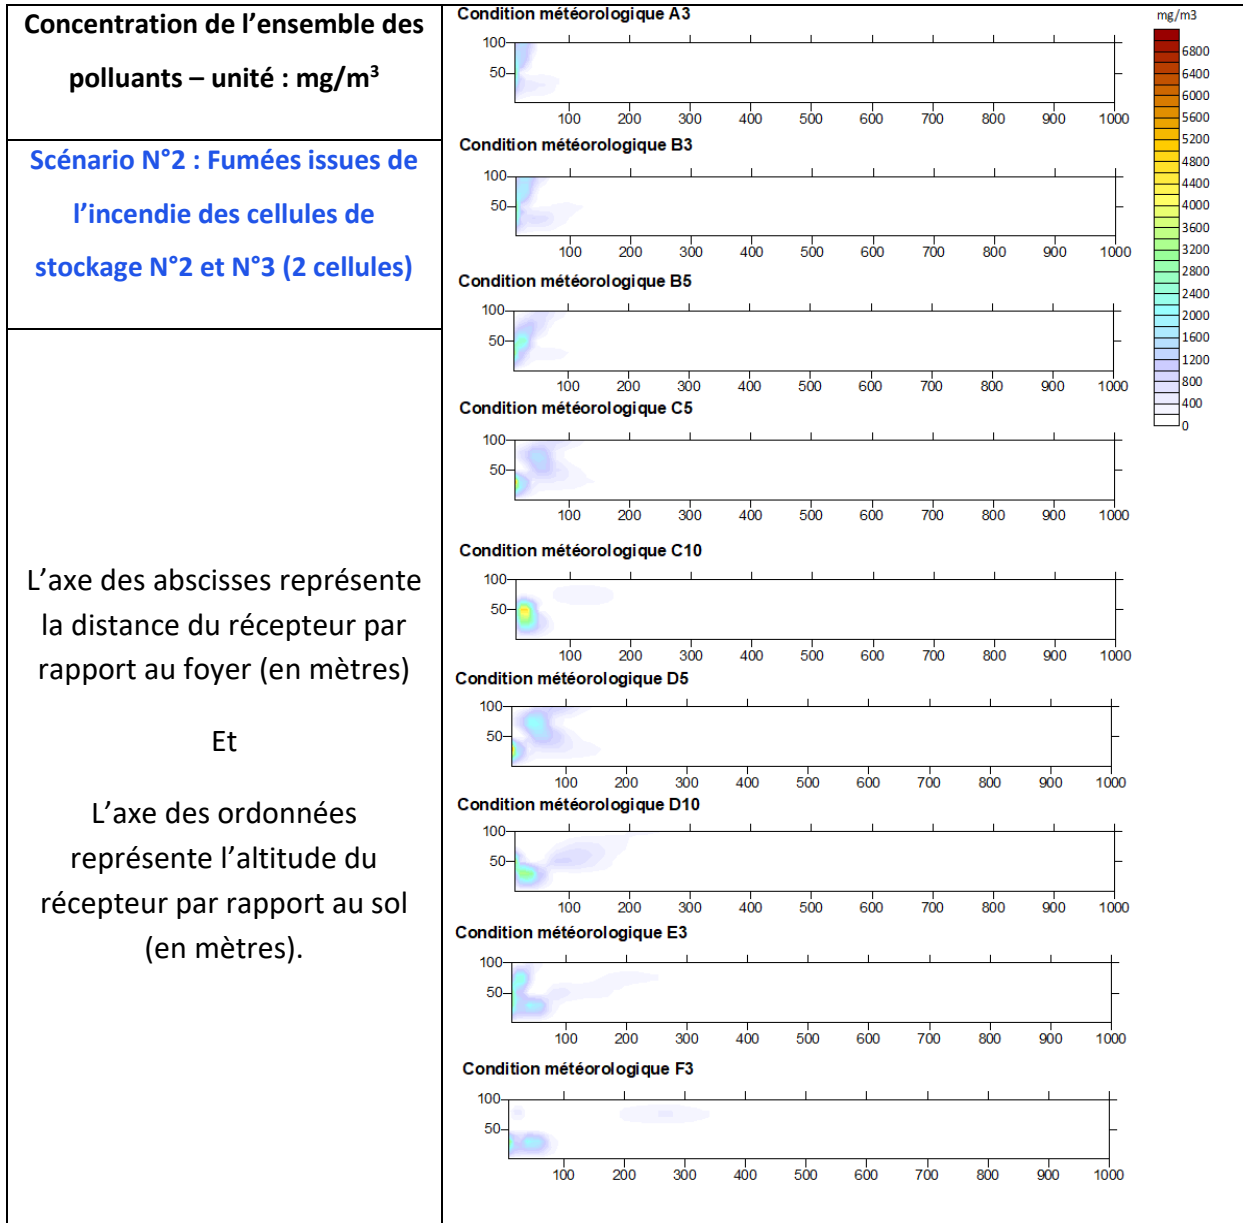 Concentration de l’ensemble des
polluants – unité : mg/m³
Scénario N°2 : Fumées issues de
l’incendie des cellules de
stockage N°2 et N°3 (2 cellules)
L’axe des abscisses représente
la distance du récepteur par
rapport au foyer (en mètres)
Et
L’axe des ordonnées
représente l’altitude du
récepteur par rapport au sol
(en mètres).
Condition météorologique A3
100
50
100 200 300 400 500 600 700 800 900 1000
Condition météorologique B3
100
50
100 200 300 400 500 600 700 800 900 1000
Condition météorologique B5
100
50
100 200 300 400 500 600 700 800 900 1000
Condition météorologique C5
100
50
100 200 300 400 500 600 700 800 900 1000
Condition météorologique C10
100
50
100 200 300 400 500 600 700 800 900 1000
Condition météorologique D5
100
50
100 200 300 400 500 600 700 800 900 1000
Condition météorologique D10
100
50
100 200 300 400 500 600 700 800 900 1000
Condition météorologique E3
100
50
100 200 300 400 500 600 700 800 900 1000
Condition météorologique F3
100
50
100 200 300 400 500 600 700 800 900 1000
mg/m3
6800
6400
6000
5600
5200
4800
4400
4000
3600
3200
2800
2400
2000
1600
1200
800
400
0